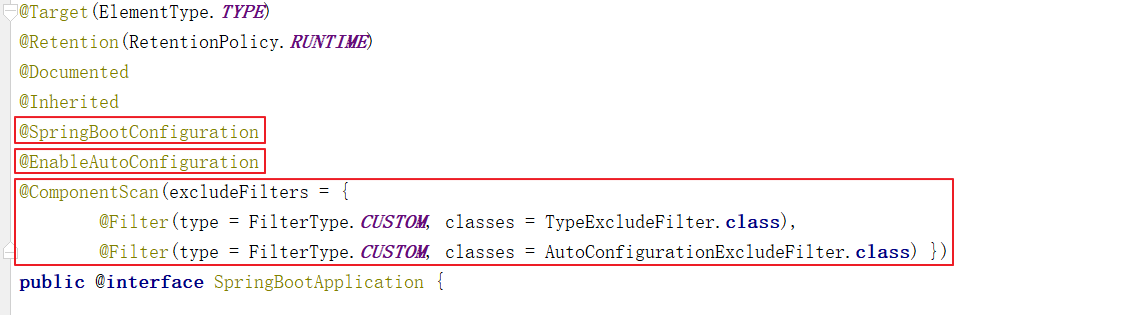 @Target(ElementType.TYPE)
@Retention(RetentionPolicy.RUNTIME)
@Documented
@Inherited
@SpringBootConfiguration
@EnableAutoConfiguration
@ComponentScan(excludeFilters = {
        @Filter(type = FilterType.CUSTOM, classes = TypeExcludeFilter.class),
        @Filter(type = FilterType.CUSTOM, classes = AutoConfigurationExcludeFilter.class) })
public @interface SpringBootApplication {